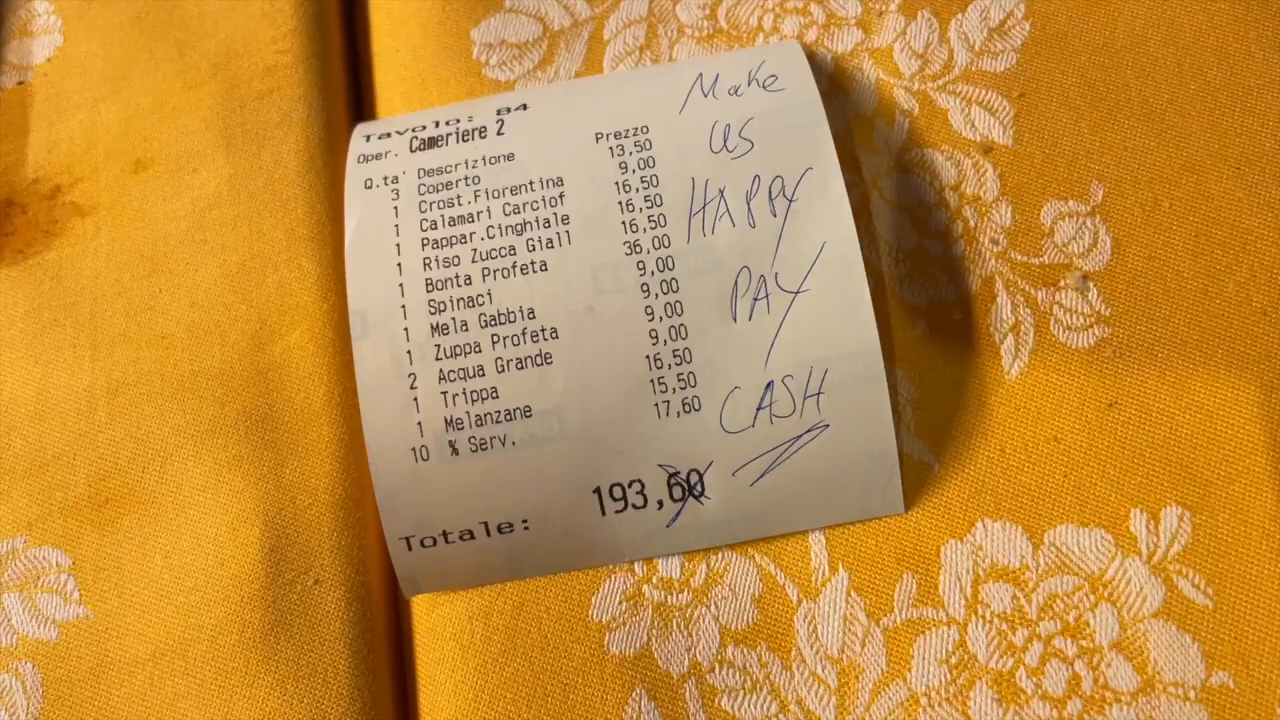 Tavolo: 84
Oper. Cameriere 2
Q.ta' Descrizione Prezzo
3 Coperto 13,50
1 Crost.Fiorentina 9,00
1 Calamari Carciof 16,50
1 Pappar.Cinghiale 16,50
1 Riso Zucca Giall 16,50
1 Bonta Profeta 36,00
1 Spinaci 9,00
1 Mela Gabbia 9,00
1 Zuppa Profeta 9,00
2 Acqua Grande 9,00
1 Trippa 16,50
1 Melanzane 15,50
10 % Serv. 17,60
Totale: 193,60
Make
us
HAPPY
PAY
CASH